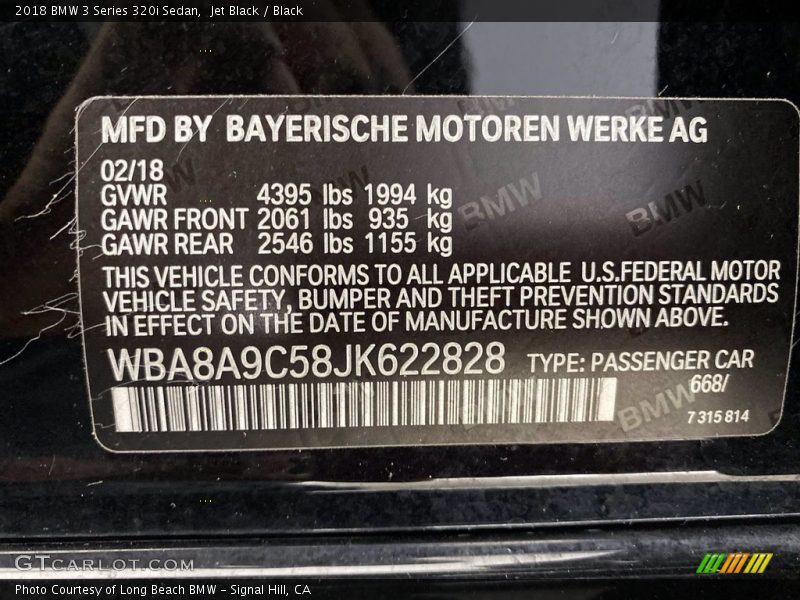 2018 BMW 3 Series 320i Sedan, Jet Black / Black
MFD BY BAYERISCHE MOTOREN WERKE AG
02/18
GVWR 4395 lbs 1994 kg
GAWR FRONT 2061 lbs 935 kg
GAWR REAR 2546 lbs 1155 kg
THIS VEHICLE CONFORMS TO ALL APPLICABLE U.S.FEDERAL MOTOR
VEHICLE SAFETY, BUMPER AND THEFT PREVENTION STANDARDS
IN EFFECT ON THE DATE OF MANUFACTURE SHOWN ABOVE.
WBA8A9C58JK622828 TYPE: PASSENGER CAR
668/
7 315 814
BMW
BMW
BMW
GTCARLOT.COM
Photo Courtesy of Long Beach BMW - Signal Hill, CA